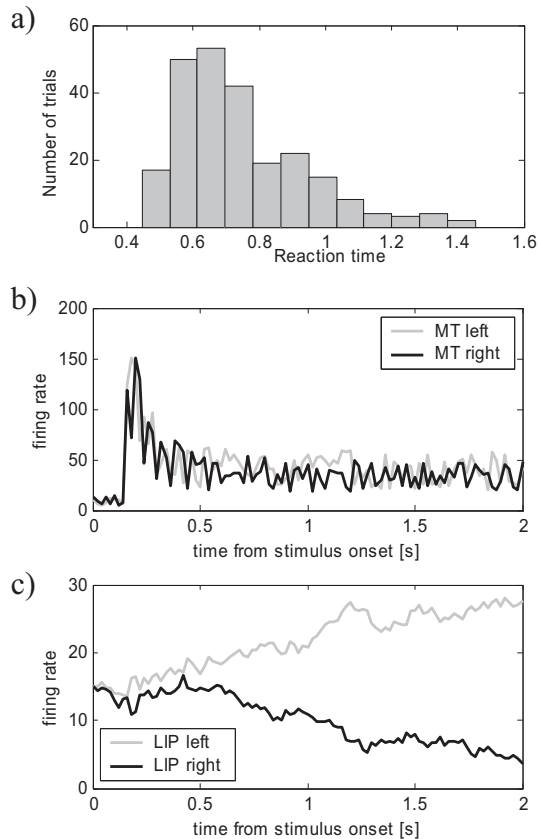 a)
60
40
20
0
Number of trials
0.4 0.6 0.8 1 1.2 1.4 1.6
Reaction time
b)
200
150
100
50
0
firing rate
MT left
MT right
0 0.5 1 1.5 2
time from stimulus onset [s]
c)
30
20
10
0
firing rate
LIP left
LIP right
0 0.5 1 1.5 2
time from stimulus onset [s]